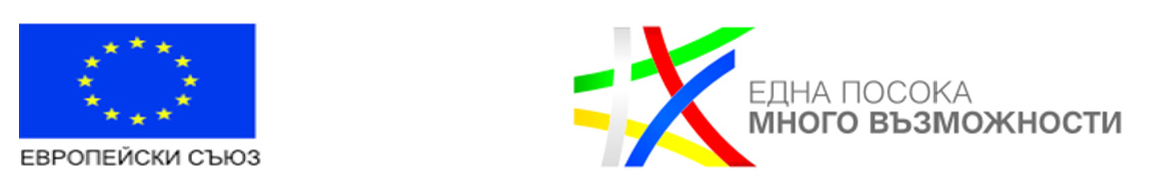 ЕВРОПЕЙСКИ СЪЮЗ
ЕДНА ПОСОКА
МНОГО ВЪЗМОЖНОСТИ